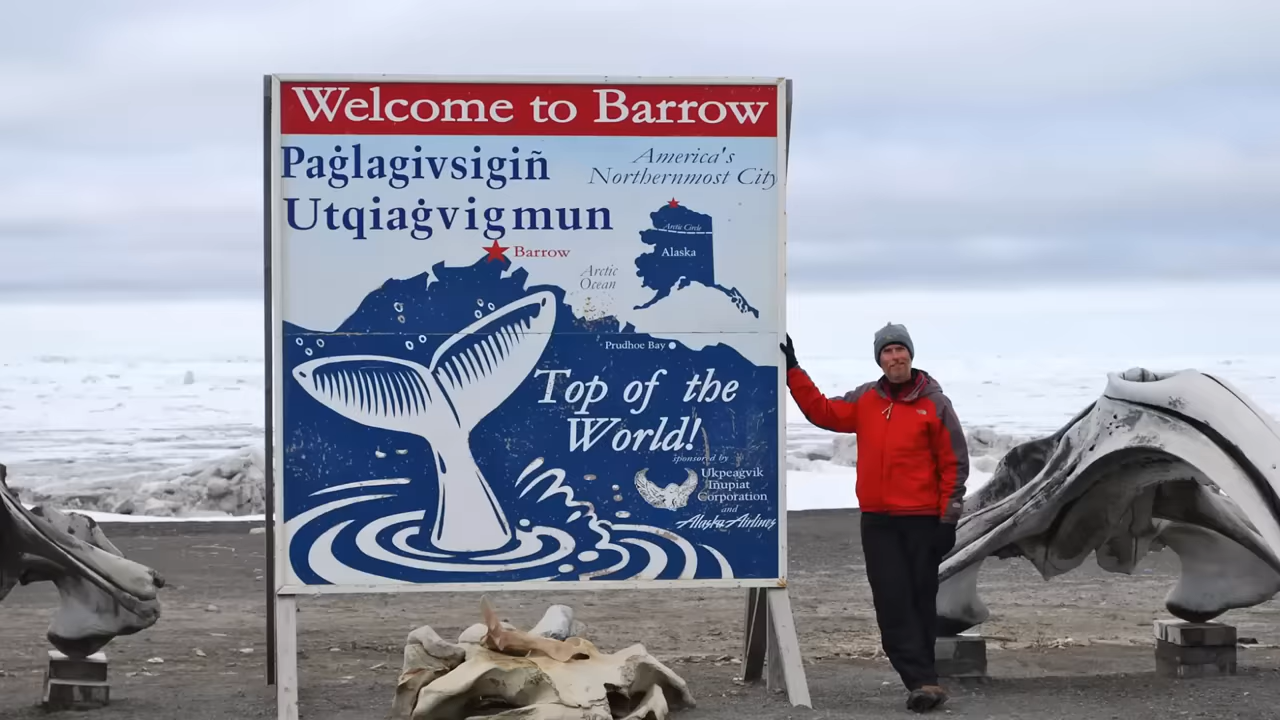 Welcome to Barrow
Paġlagivsigiñ
Utqiaġvigmun
America's
Northernmost City
Arctic Circle
Alaska
Barrow
Arctic
Ocean
Prudhoe Bay
Top of the
World!
sponsored by
Ukpeagvik
Iñupiat
Corporation
and
Alaska Airlines